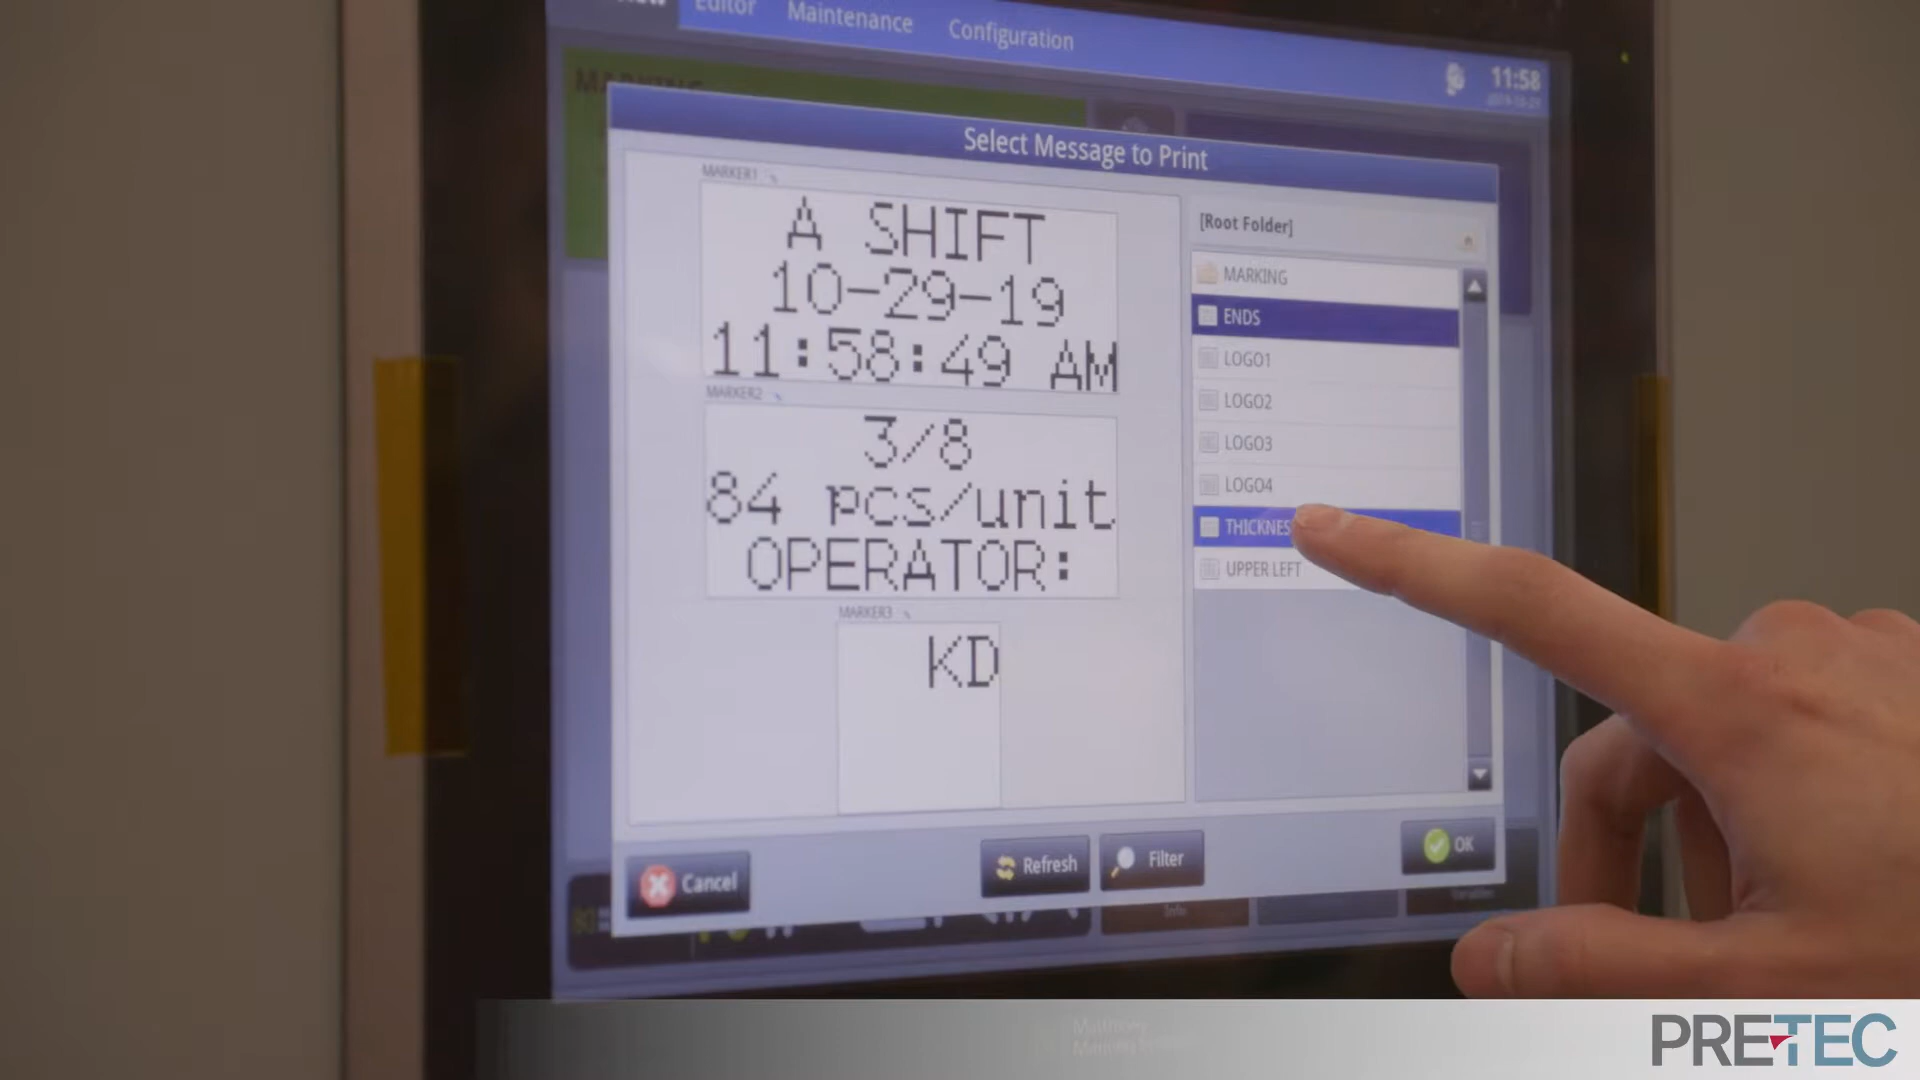 Editor
Maintenance
Configuration
11:58
MARKING
Select Message to Print
MARKER1
A SHIFT
10-29-19
11:58:49 AM
MARKER2
3/8
84 pcs/unit
OPERATOR:
MARKER3
KD
[Root Folder]
MARKING
ENDS
LOGO1
LOGO2
LOGO3
LOGO4
THICKNES
UPPER LEFT
Cancel
Refresh
Filter
OK
Info
PRETEC